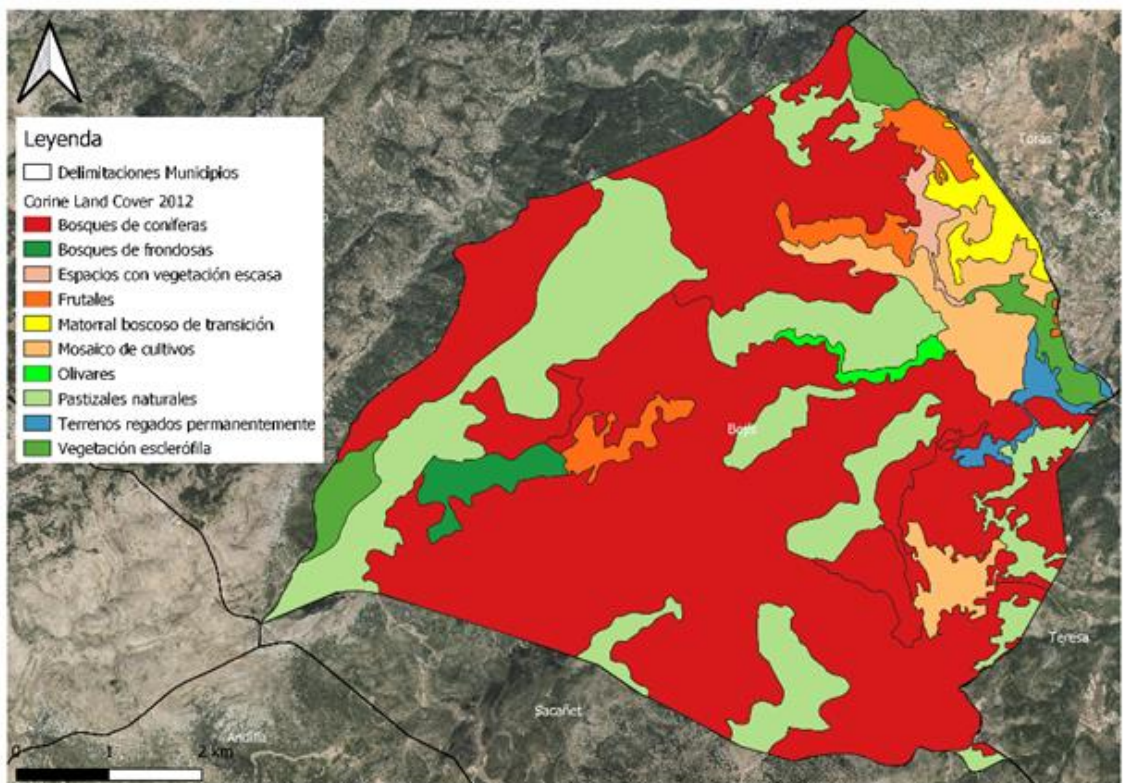 Leyenda
Delimitaciones Municipios
Corine Land Cover 2012
Bosques de coníferas
Bosques de frondosas
Espacios con vegetación escasa
Frutales
Matorral boscoso de transición
Mosaico de cultivos
Olivares
Pastizales naturales
Terrenos regados permanentemente
Vegetación esclerófila
Torás
Bejís
Teresa
Sacañet
Andilla
0 1 2 km